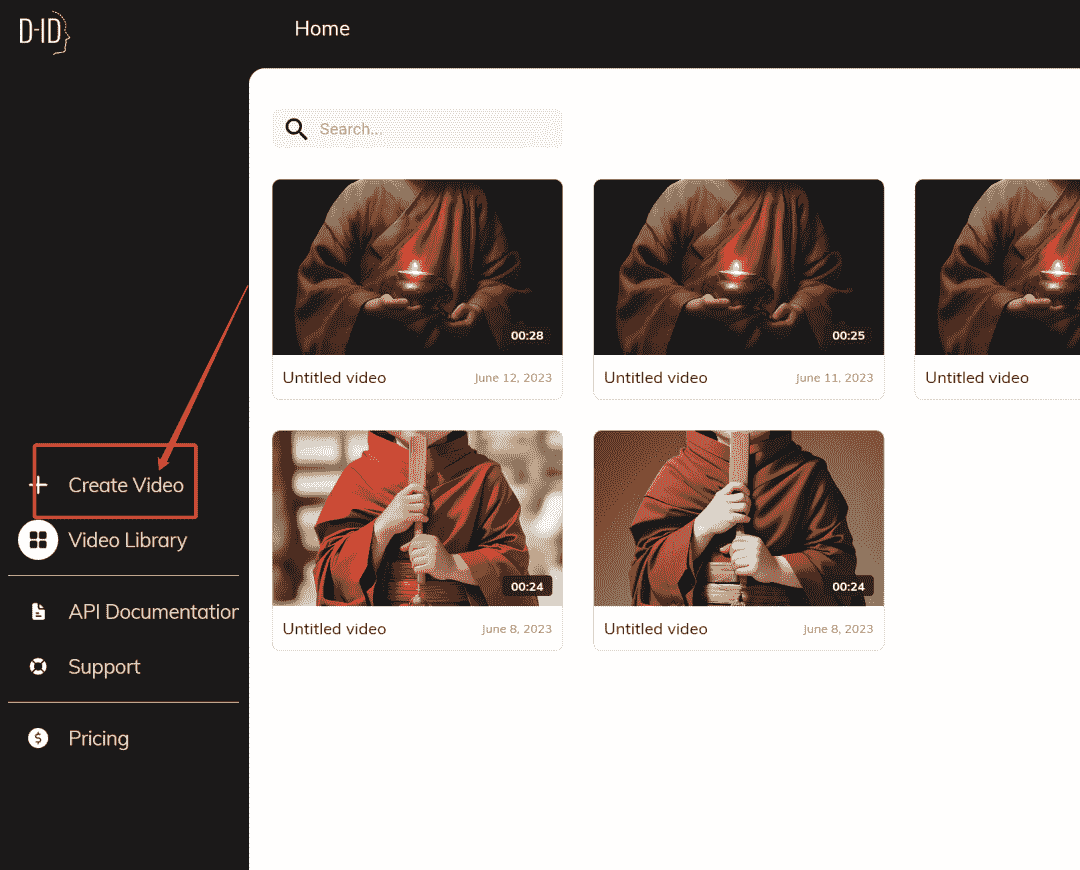 D-ID
Home
Search...
00:28
00:25
Untitled video
June 12, 2023
Untitled video
June 11, 2023
Untitled video
00:24
00:24
Untitled video
June 8, 2023
Untitled video
June 8, 2023
Create Video
Video Library
API Documentation
Support
Pricing